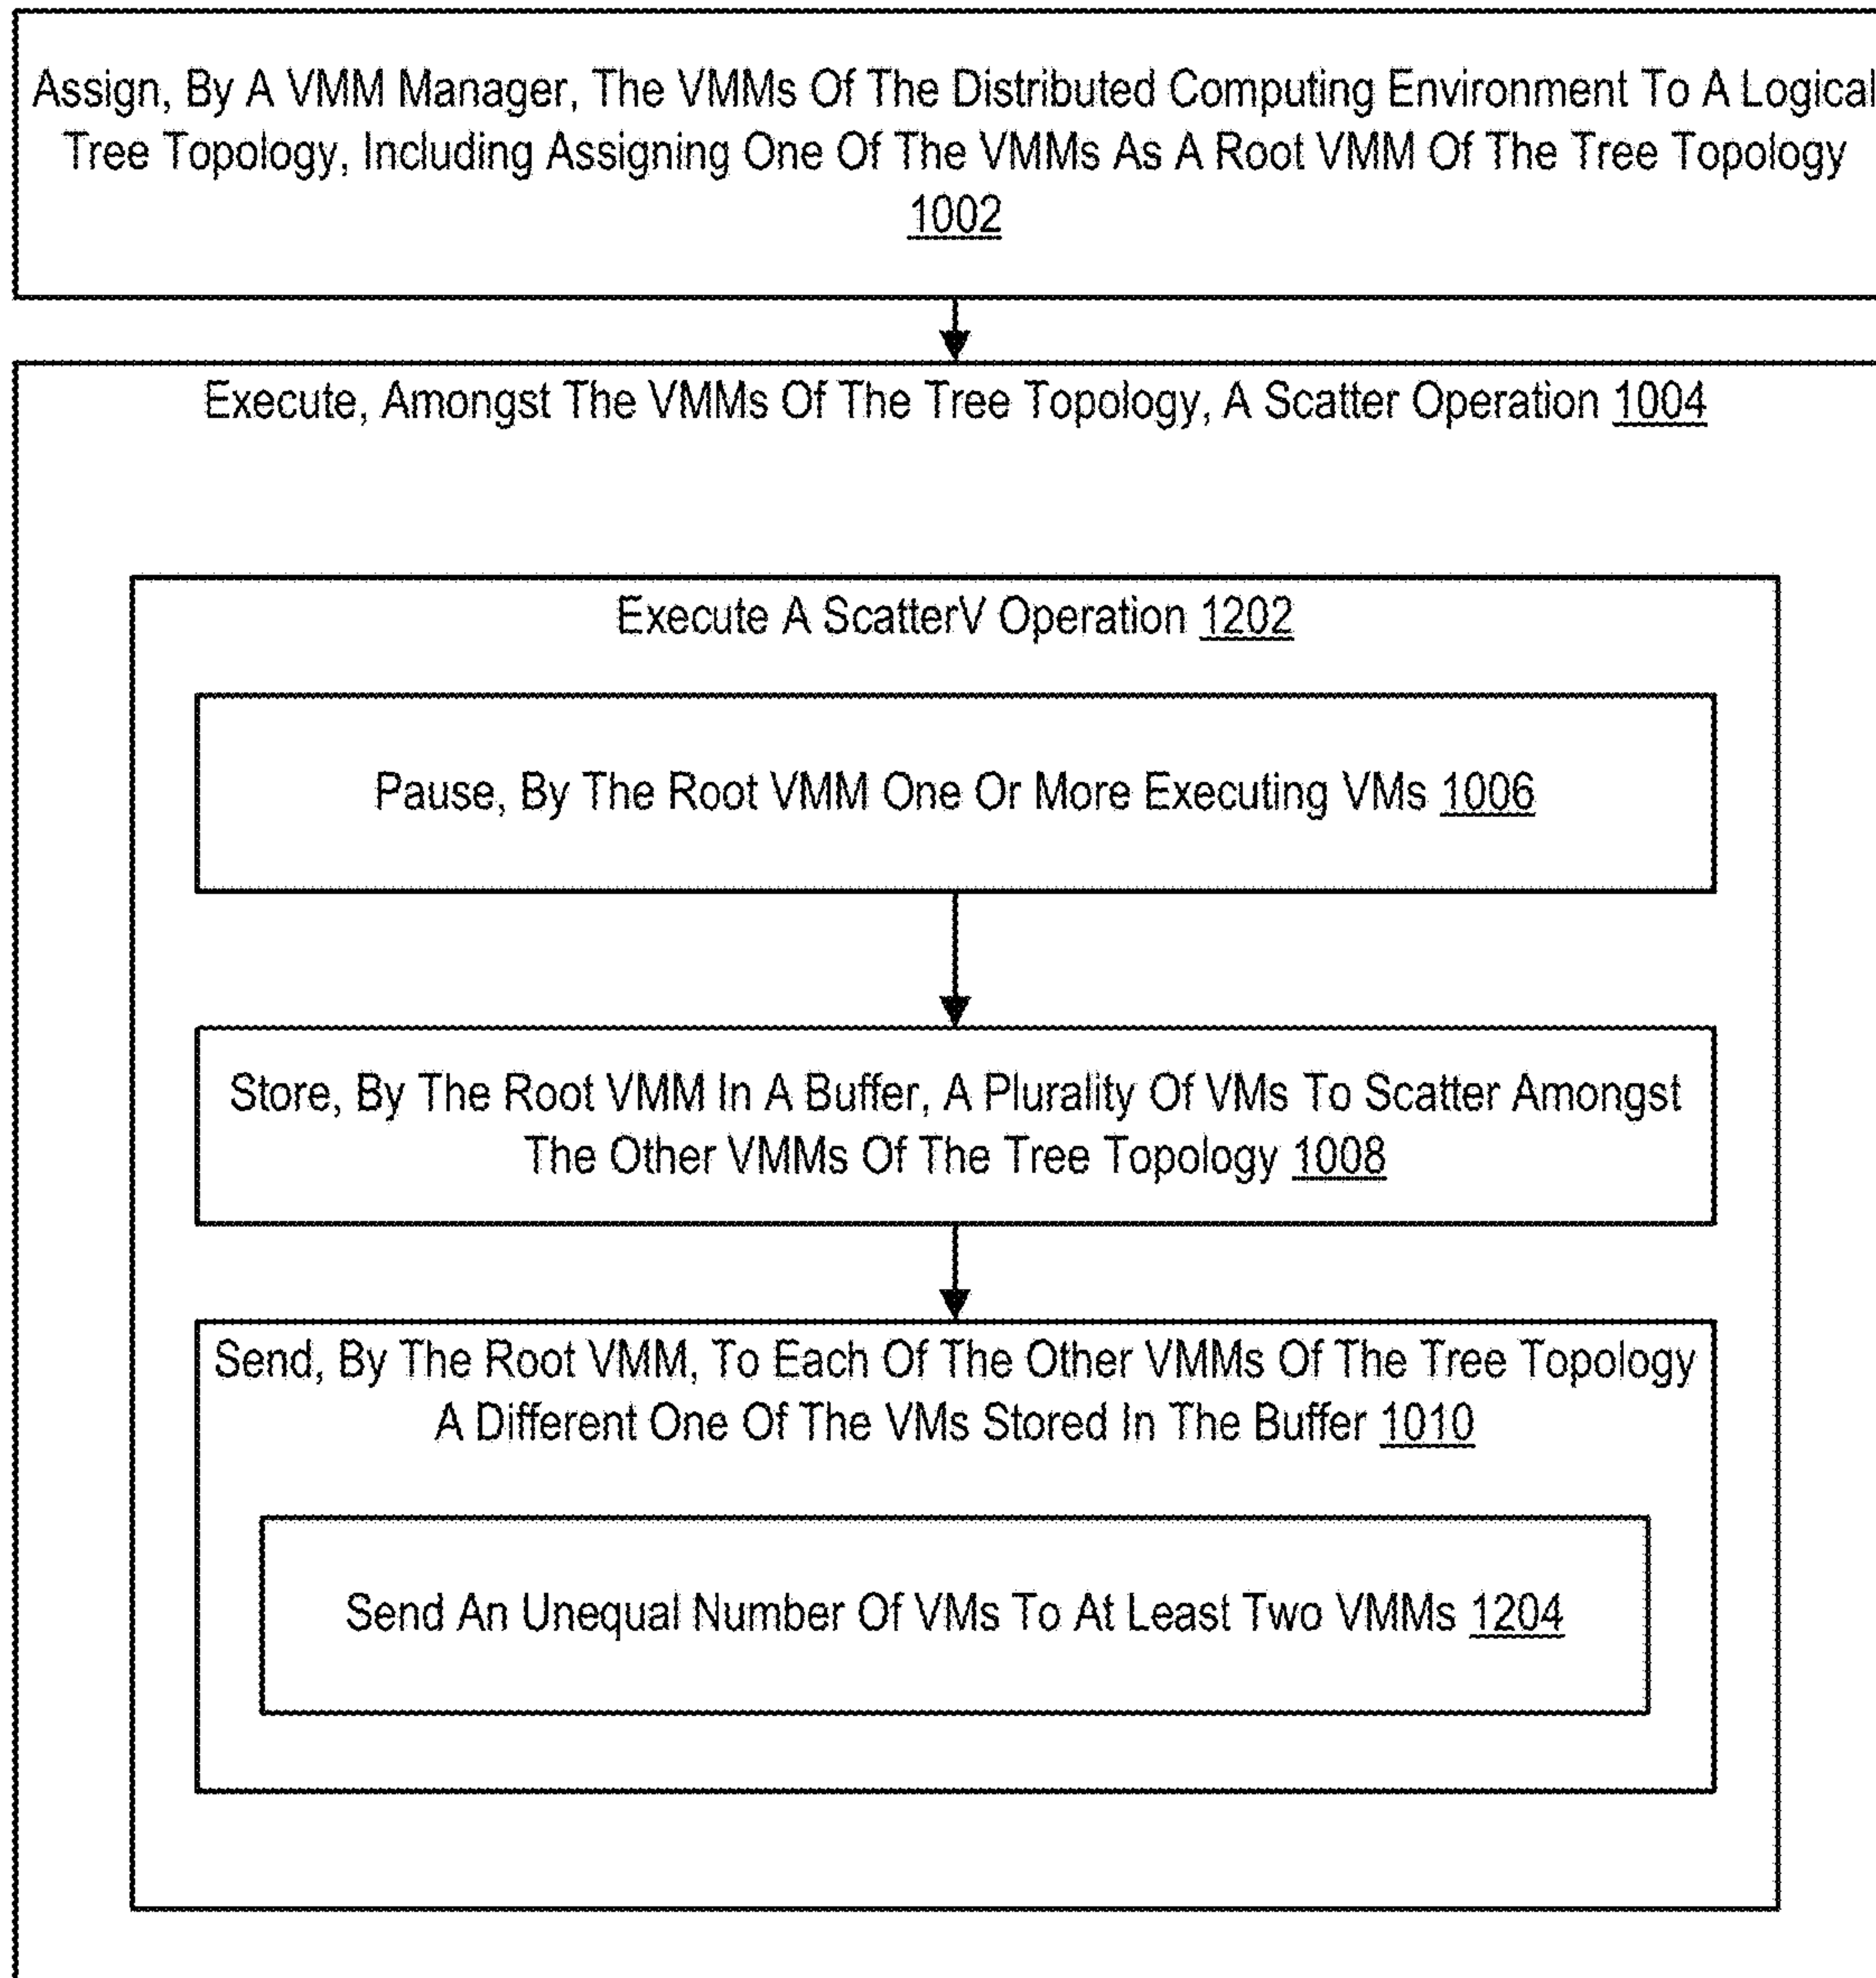 Assign, By A VMM Manager, The VMMs Of The Distributed Computing Environment To A Logical
Tree Topology, Including Assigning One Of The VMMs As A Root VMM Of The Tree Topology
1002
Execute, Amongst The VMMs Of The Tree Topology, A Scatter Operation 1004
Execute A ScatterV Operation 1202
Pause, By The Root VMM One Or More Executing VMs 1006
Store, By The Root VMM In A Buffer, A Plurality Of VMs To Scatter Amongst
The Other VMMs Of The Tree Topology 1008
Send, By The Root VMM, To Each Of The Other VMMs Of The Tree Topology
A Different One Of The VMs Stored In The Buffer 1010
Send An Unequal Number Of VMs To At Least Two VMMs 1204